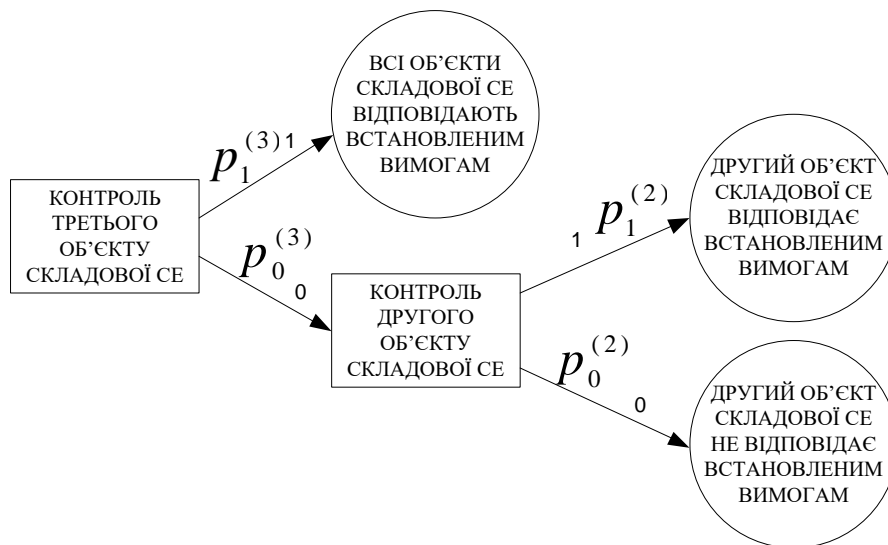 ВСІ ОБ’ЄКТИ
СКЛАДОВОЇ СЕ
ВІДПОВІДАЮТЬ
ВСТАНОВЛЕНИМ
ВИМОГАМ
p₁⁽³⁾ 1
КОНТРОЛЬ
ТРЕТЬОГО
ОБ’ЄКТУ
СКЛАДОВОЇ СЕ
p₀⁽³⁾
0
КОНТРОЛЬ
ДРУГОГО
ОБ’ЄКТУ
СКЛАДОВОЇ СЕ
1 p₁⁽²⁾
ДРУГИЙ ОБ’ЄКТ
СКЛАДОВОЇ СЕ
ВІДПОВІДАЄ
ВСТАНОВЛЕНИМ
ВИМОГАМ
p₀⁽²⁾
0
ДРУГИЙ ОБ’ЄКТ
СКЛАДОВОЇ СЕ
НЕ ВІДПОВІДАЄ
ВСТАНОВЛЕНИМ
ВИМОГАМ